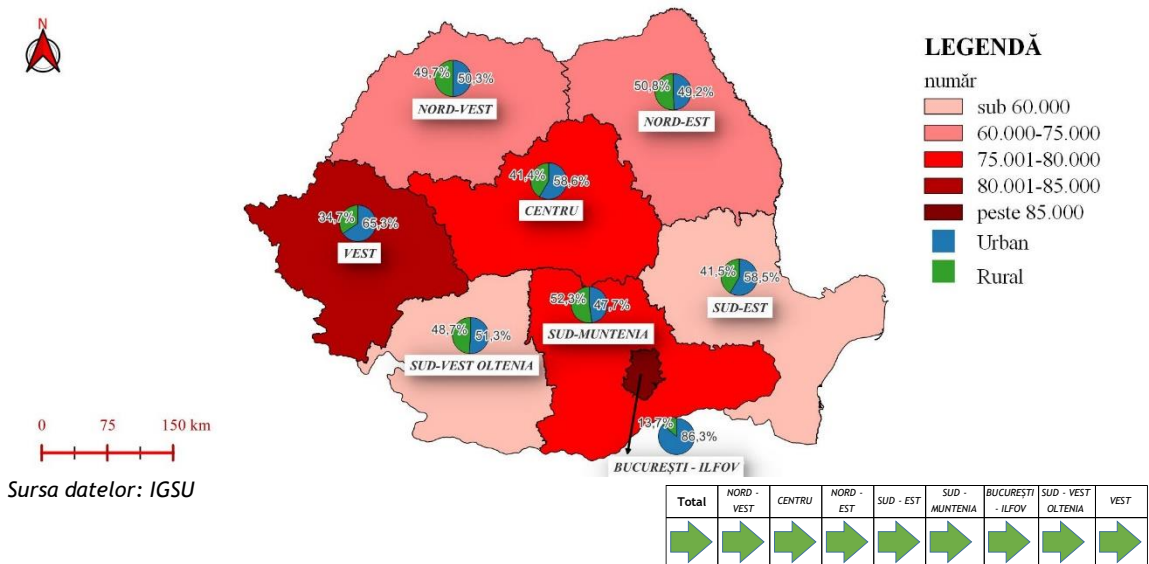 N
LEGENDĂ
număr
sub 60.000
60.000-75.000
75.001-80.000
80.001-85.000
peste 85.000
Urban
Rural
49,7% 50,3%
NORD-VEST
50,8% 49,2%
NORD-EST
41,4% 58,6%
CENTRU
34,7% 65,3%
VEST
41,5% 58,5%
SUD-EST
52,3% 47,7%
SUD-MUNTENIA
48,7% 51,3%
SUD-VEST OLTENIA
13,7% 86,3%
BUCUREȘTI - ILFOV
0 75 150 km
Sursa datelor: IGSU
Total NORD - VEST CENTRU NORD - EST SUD - EST SUD - MUNTENIA BUCUREȘTI - ILFOV SUD - VEST OLTENIA VEST